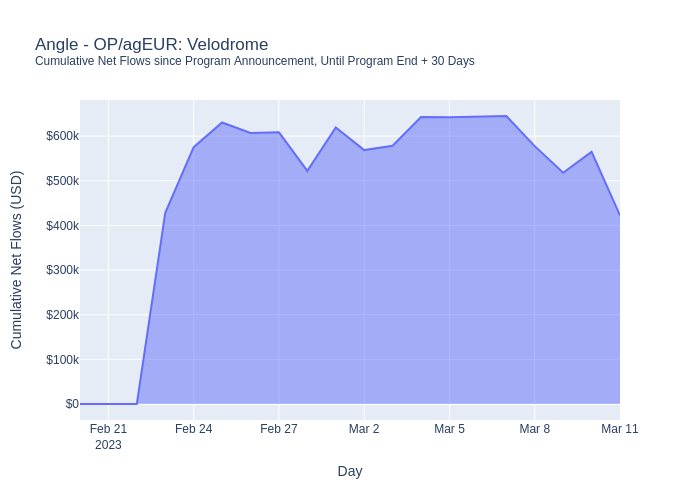 Angle - OP/agEUR: Velodrome
Cumulative Net Flows since Program Announcement, Until Program End + 30 Days
Cumulative Net Flows (USD)
$600k
$500k
$400k
$300k
$200k
$100k
$0
Feb 21 Feb 24 Feb 27 Mar 2 Mar 5 Mar 8 Mar 11
2023
Day